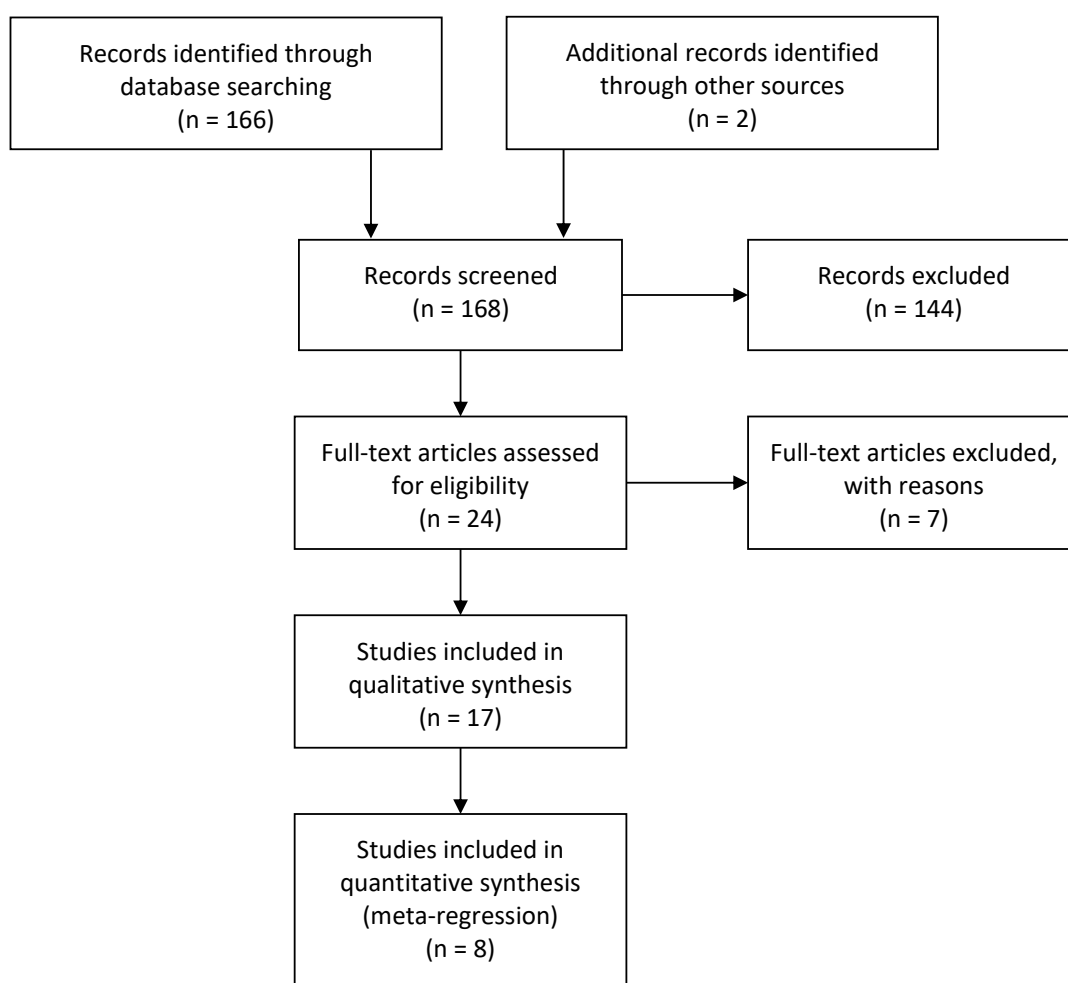 Records identified through
database searching
(n = 166)
Additional records identified
through other sources
(n = 2)
Records screened
(n = 168)
Records excluded
(n = 144)
Full-text articles assessed
for eligibility
(n = 24)
Full-text articles excluded,
with reasons
(n = 7)
Studies included in
qualitative synthesis
(n = 17)
Studies included in
quantitative synthesis
(meta-regression)
(n = 8)